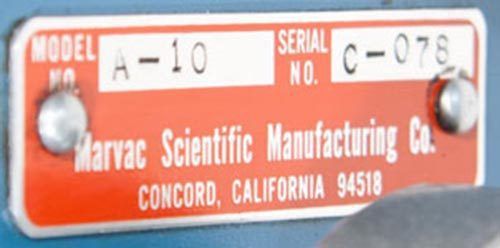 MODEL NO. A-10 SERIAL NO. C-078
Marvac Scientific Manufacturing Co.
CONCORD, CALIFORNIA 94518